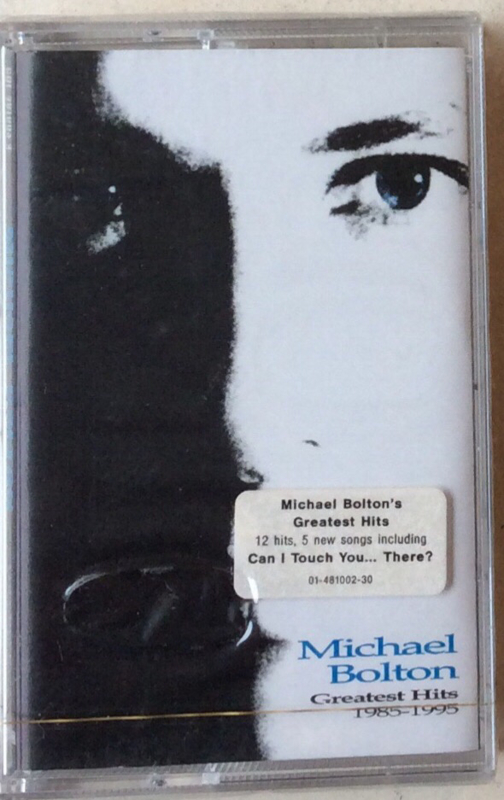 Michael Bolton's
Greatest Hits
12 hits, 5 new songs including
Can I Touch You... There?
01-481002-30
Michael
Bolton
Greatest Hits
1985-1995